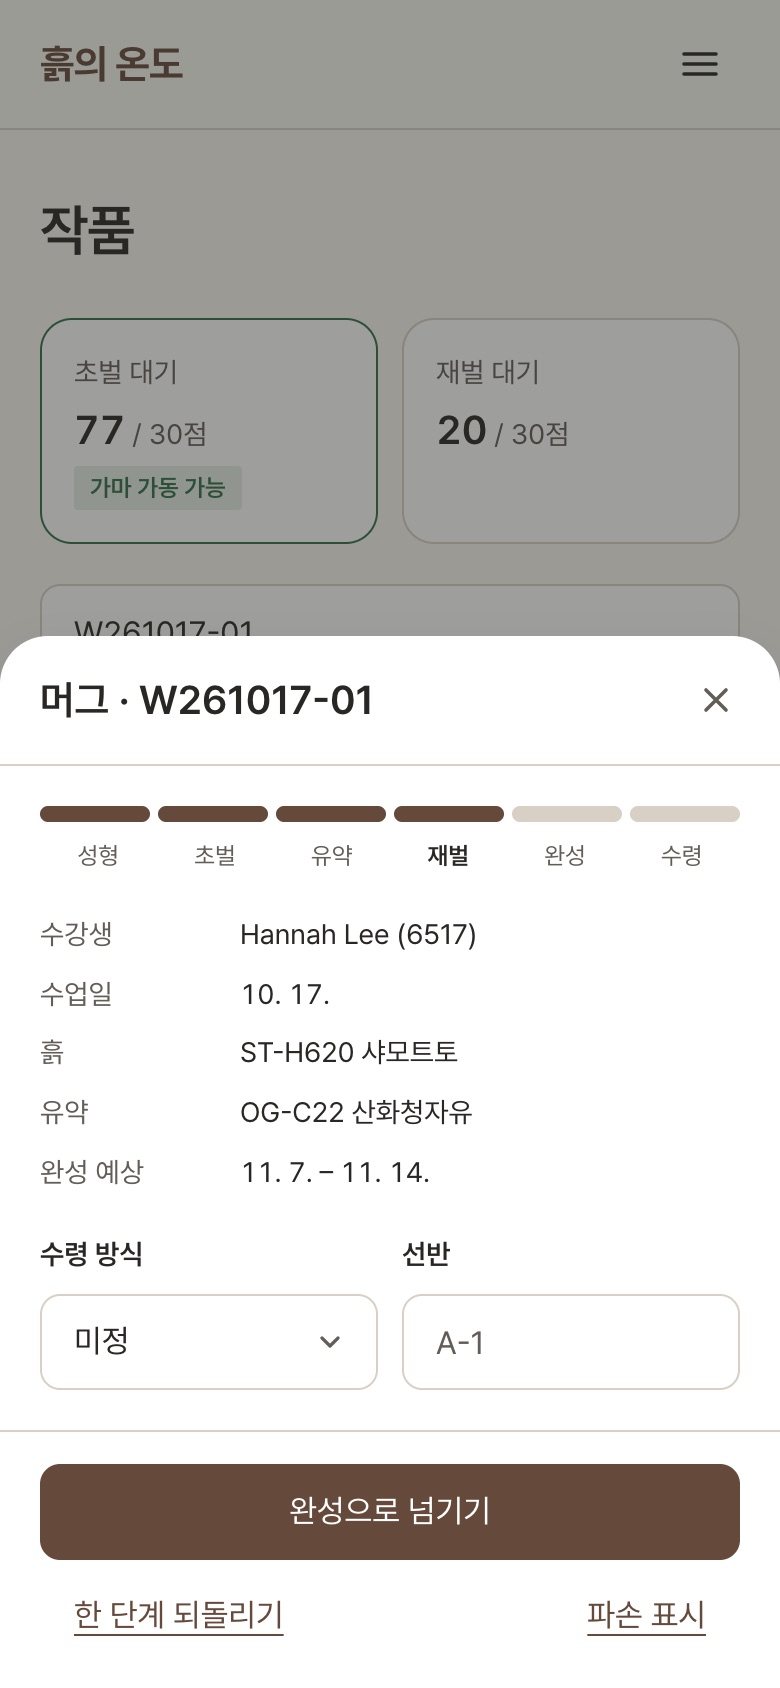 흙의 온도
작품
초벌 대기
77 / 30점
가마 가동 가능
재벌 대기
20 / 30점
W261017-01
머그 · W261017-01
성형 초벌 유약 재벌 완성 수령
수강생 Hannah Lee (6517)
수업일 10. 17.
흙 ST-H620 샤모트토
유약 OG-C22 산화청자유
완성 예상 11. 7. – 11. 14.
수령 방식 선반
미정 A-1
완성으로 넘기기
한 단계 되돌리기 파손 표시